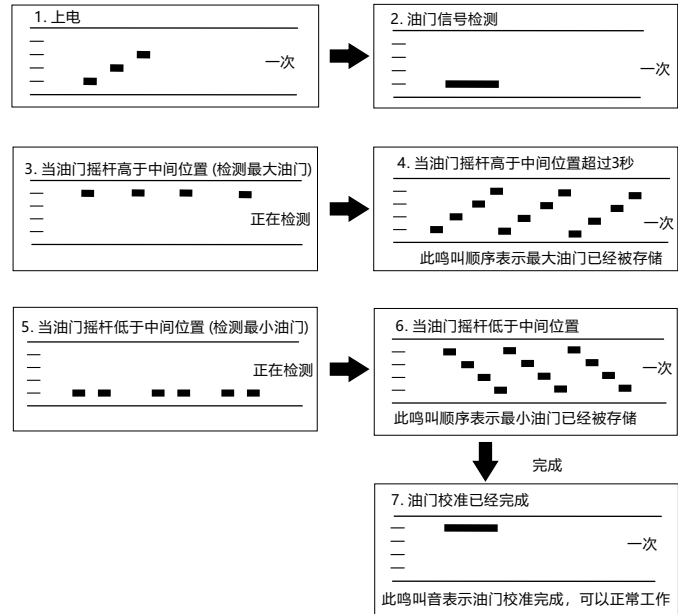 1. 上电
一次
2. 油门信号检测
一次
3. 当油门摇杆高于中间位置 (检测最大油门)
正在检测
4. 当油门摇杆高于中间位置超过3秒
一次
此鸣叫顺序表示最大油门已经被存储
5. 当油门摇杆低于中间位置 (检测最小油门)
正在检测
6. 当油门摇杆低于中间位置
一次
此鸣叫顺序表示最小油门已经被存储
完成
7. 油门校准已经完成
一次
此鸣叫音表示油门校准完成，可以正常工作